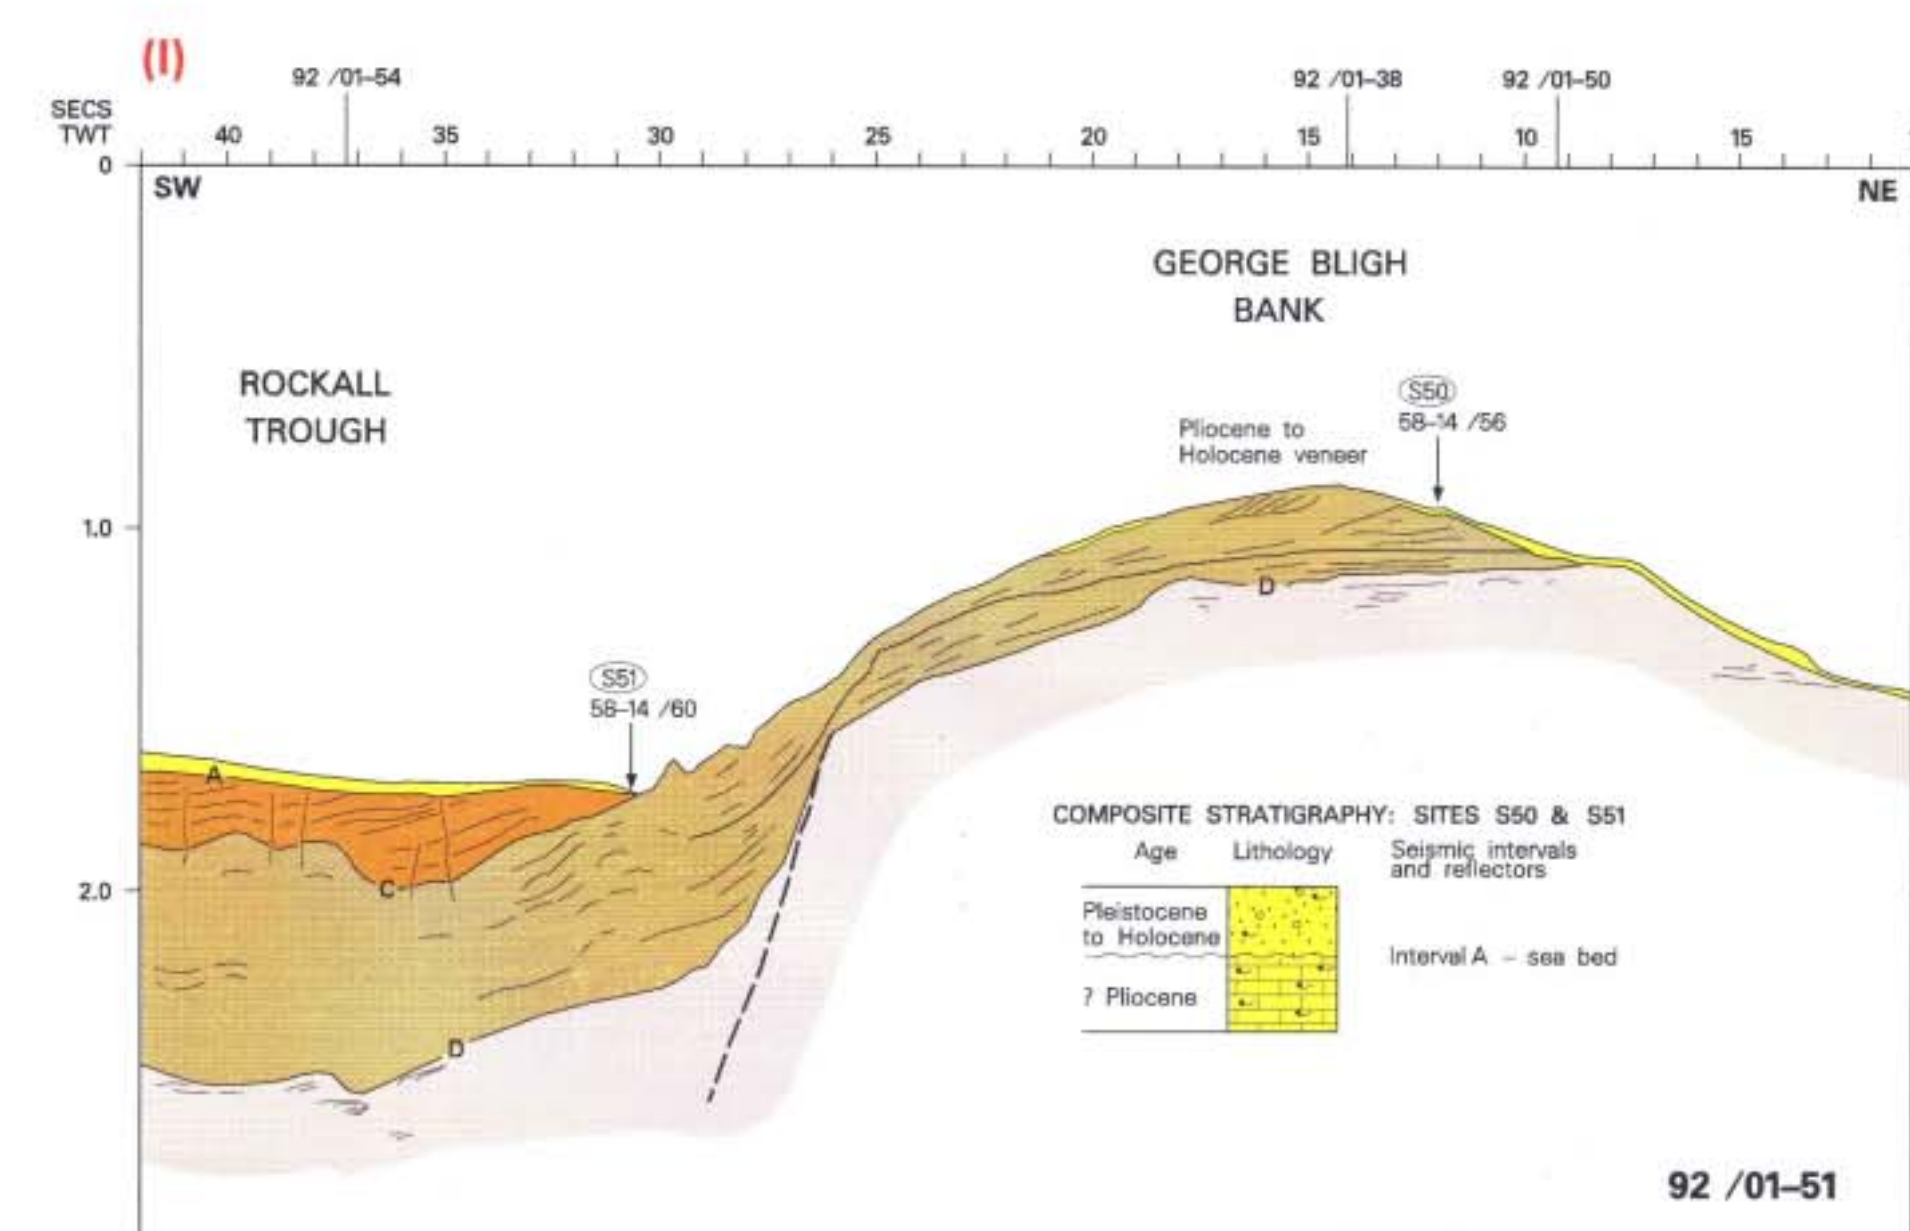 (I)
92 /01–54
92 /01–38
92 /01–50
SECS
TWT
40
35
30
25
20
15
10
15
0
SW
NE
GEORGE BLIGH
BANK
ROCKALL
TROUGH
S50
58–14 /56
Pliocene to
Holocene veneer
1.0
D
S51
58–14 /60
A
COMPOSITE STRATIGRAPHY: SITES S50 & S51
Age Lithology Seismic intervals
and reflectors
2.0
C
Pleistocene
to Holocene
Interval A – sea bed
? Pliocene
D
92 /01–51